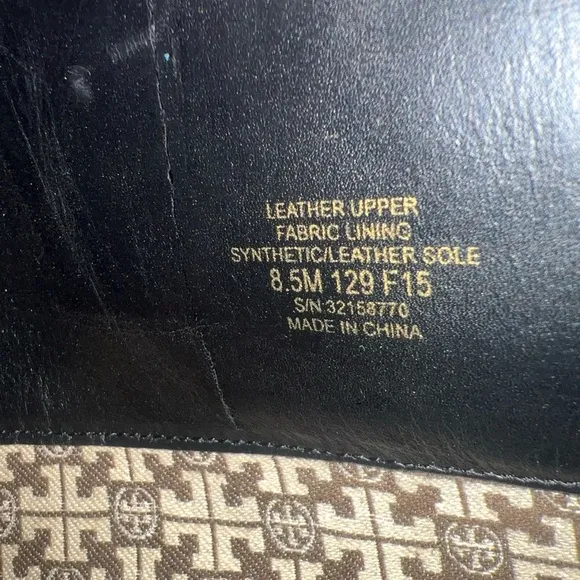 LEATHER UPPER
FABRIC LINING
SYNTHETIC/LEATHER SOLE
8.5M 129 F15
S/N 32158770
MADE IN CHINA